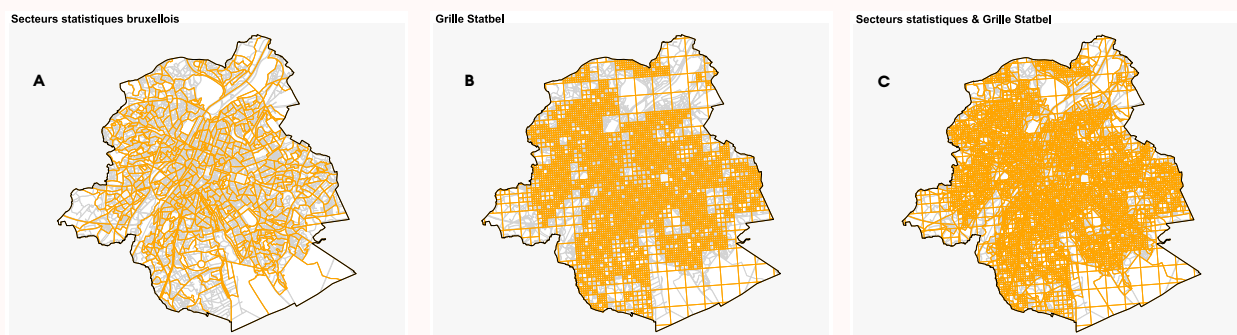 Secteurs statistiques bruxellois
A
Grille Statbel
B
Secteurs statistiques & Grille Statbel
C